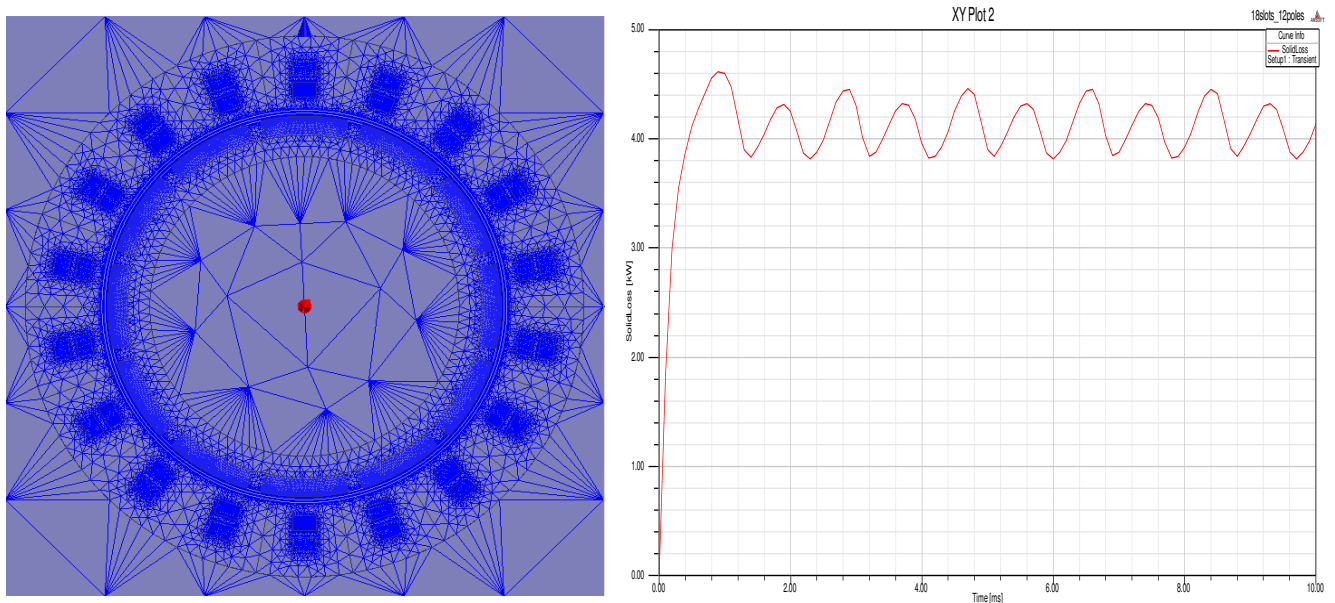 XY Plot 2
18slots_12poles
ANSOFT
Curve Info
SolidLoss
Setup1 : Transient
5.00
4.00
3.00
2.00
1.00
0.00
SolidLoss [kW]
0.00 2.00 4.00 6.00 8.00 10.00
Time [ms]